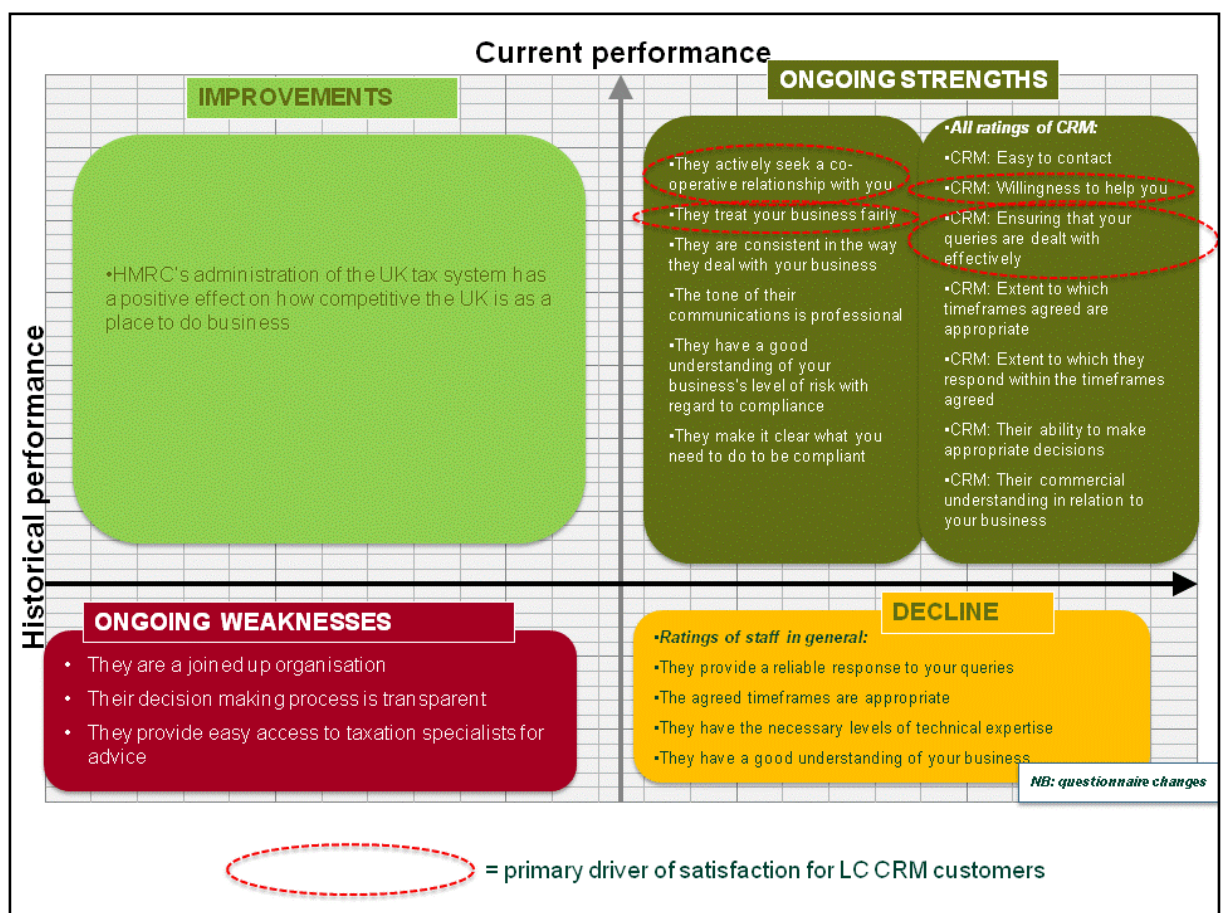 Current performance
Historical performance
IMPROVEMENTS
•HMRC's administration of the UK tax system has
a positive effect on how competitive the UK is as a
place to do business
ONGOING STRENGTHS
•They actively seek a co-
operative relationship with you
•They treat your business fairly
•They are consistent in the way
they deal with your business
•The tone of their
communications is professional
•They have a good
understanding of your
business's level of risk with
regard to compliance
•They make it clear what you
need to do to be compliant
•All ratings of CRM:
•CRM: Easy to contact
•CRM: Willingness to help you
•CRM: Ensuring that your
queries are dealt with
effectively
•CRM: Extent to which
timeframes agreed are
appropriate
•CRM: Extent to which they
respond within the timeframes
agreed
•CRM: Their ability to make
appropriate decisions
•CRM: Their commercial
understanding in relation to
your business
ONGOING WEAKNESSES
• They are a joined up organisation
• Their decision making process is transparent
• They provide easy access to taxation specialists for
advice
DECLINE
•Ratings of staff in general:
•They provide a reliable response to your queries
•The agreed timeframes are appropriate
•They have the necessary levels of technical expertise
•They have a good understanding of your business
NB: questionnaire changes
= primary driver of satisfaction for LC CRM customers